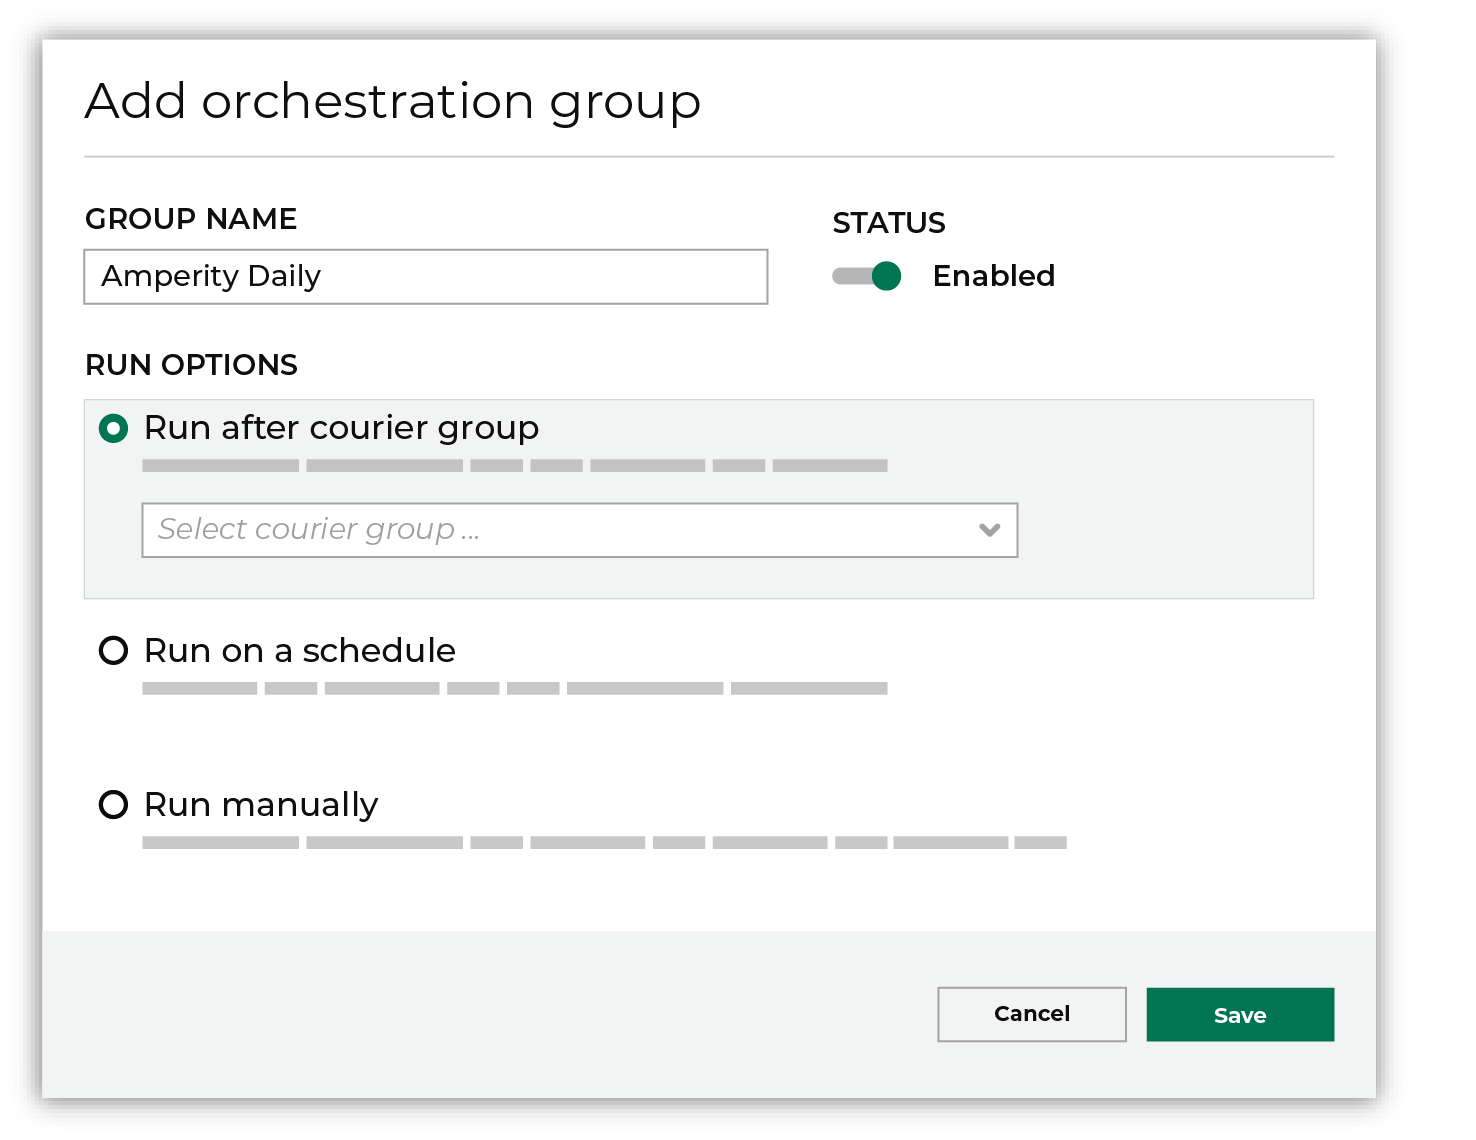 Add orchestration group
GROUP NAME
STATUS
Amperity Daily
Enabled
RUN OPTIONS
Run after courier group
Select courier group ...
Run on a schedule
Run manually
Cancel
Save